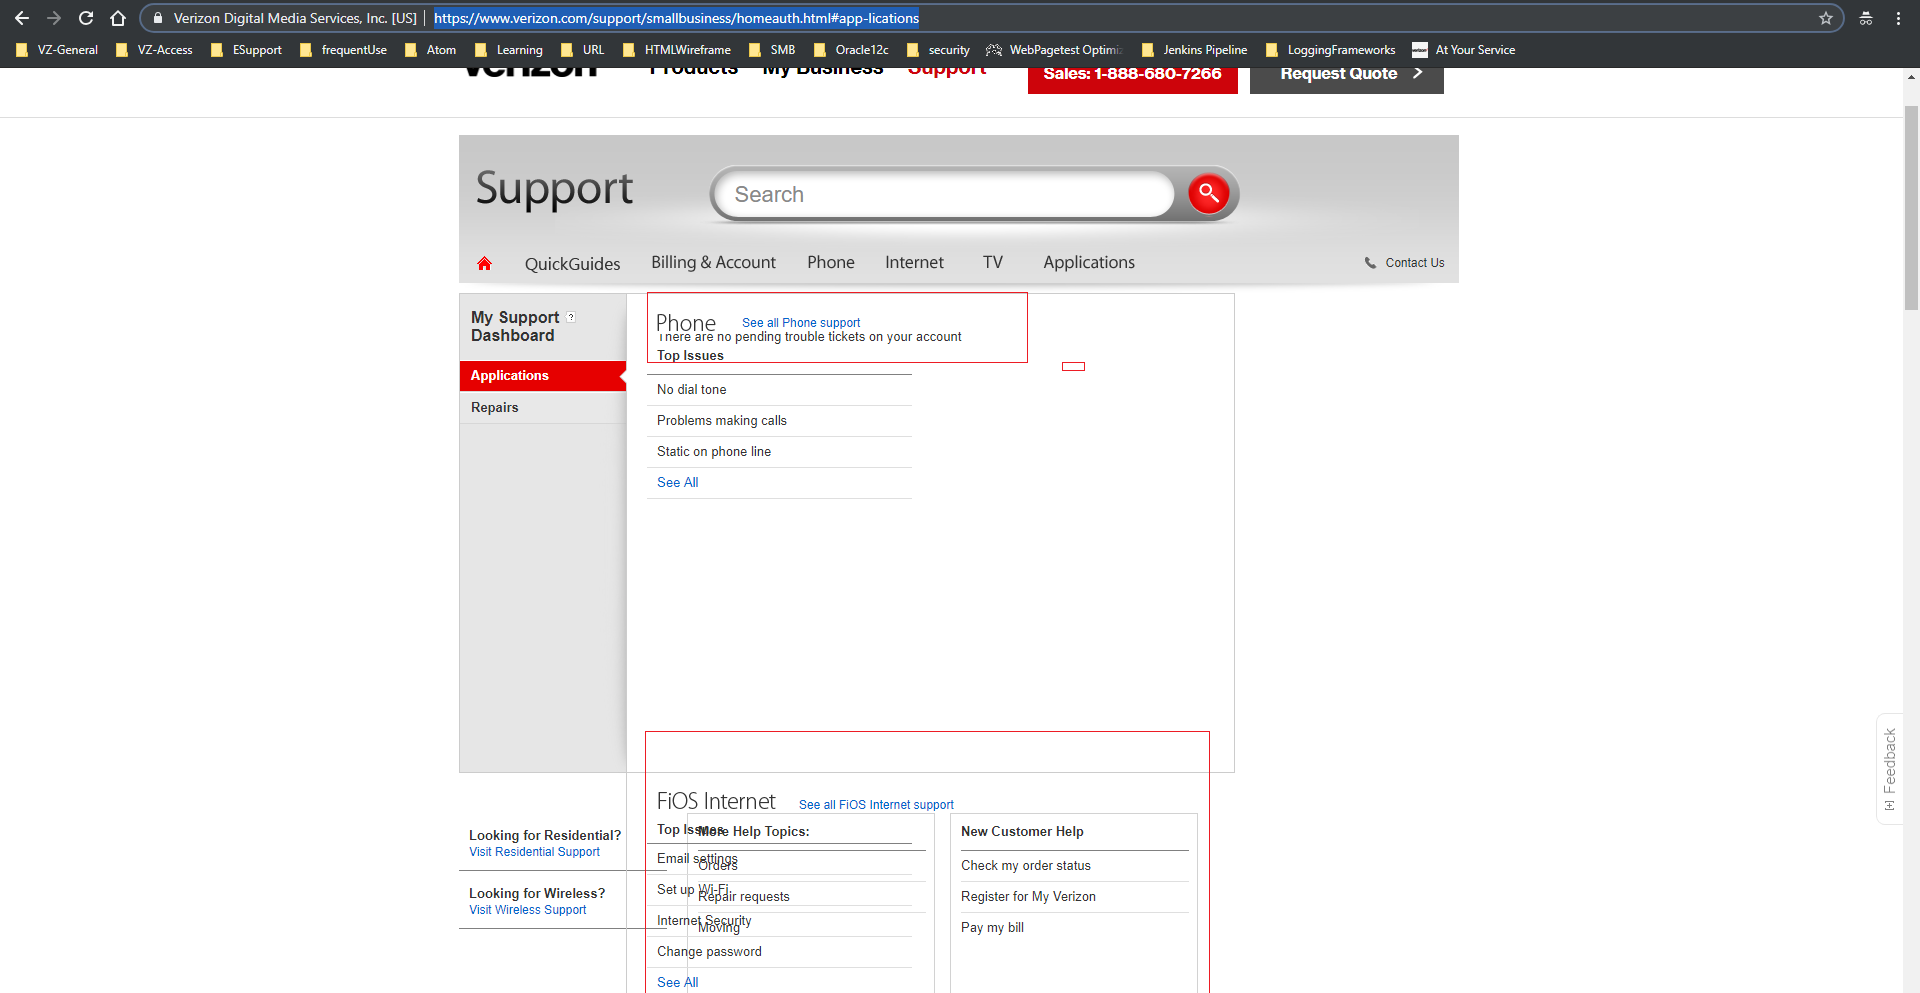 Verizon Digital Media Services, Inc. [US] https://www.verizon.com/support/smallbusiness/homeauth.html#app-lications
VZ-General VZ-Access ESupport frequentUse Atom Learning URL HTMLWireframe SMB Oracle12c security WebPagetest Optimiz Jenkins Pipeline LoggingFrameworks At Your Service
verizon Products My Business Support Sales: 1-888-680-7266 Request Quote
Support Search
QuickGuides Billing & Account Phone Internet TV Applications Contact Us
My Support ?
Dashboard
Applications
Repairs
Phone See all Phone support
There are no pending trouble tickets on your account
Top Issues
No dial tone
Problems making calls
Static on phone line
See All
Feedback [+]
FiOS Internet See all FiOS Internet support
Looking for Residential?
Visit Residential Support
Looking for Wireless?
Visit Wireless Support
Top Issues
Email settings
Set up Wi-Fi
Internet Security
Change password
See All
More Help Topics:
Orders
Repair requests
Moving
New Customer Help
Check my order status
Register for My Verizon
Pay my bill